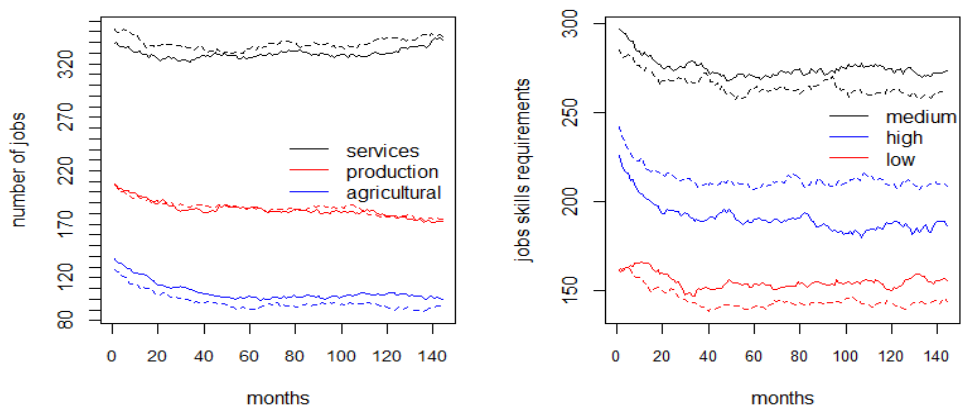 number of jobs
320
270
220
170
120
80
services
production
agricultural
0 20 40 60 80 100 120 140
months
jobs skills requirements
300
250
200
150
medium
high
low
0 20 40 60 80 100 120 140
months